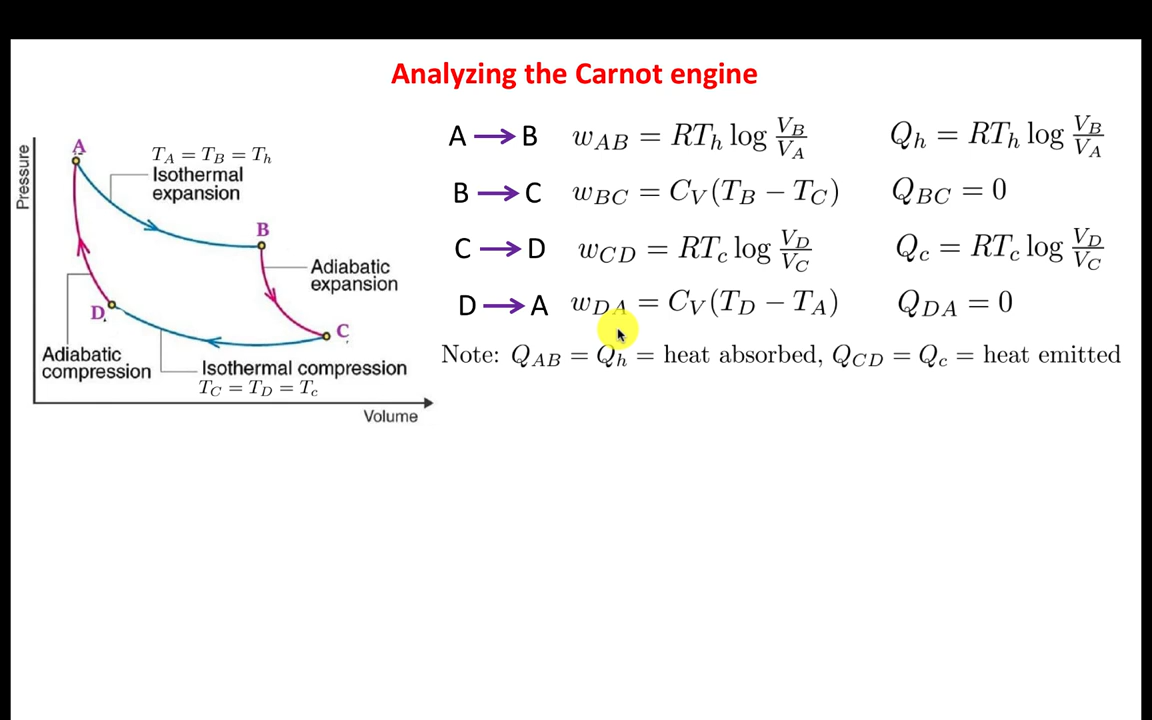 Analyzing the Carnot engine
A → B w_AB = RT_h log V_B/V_A Q_h = RT_h log V_B/V_A
B → C w_BC = C_V(T_B − T_C) Q_BC = 0
C → D w_CD = RT_c log V_D/V_C Q_c = RT_c log V_D/V_C
D → A w_DA = C_V(T_D − T_A) Q_DA = 0
Note: Q_AB = Q_h = heat absorbed, Q_CD = Q_c = heat emitted
Pressure
A
T_A = T_B = T_h
Isothermal
expansion
B
Adiabatic
expansion
D
C
Adiabatic
compression
Isothermal compression
T_C = T_D = T_c
Volume